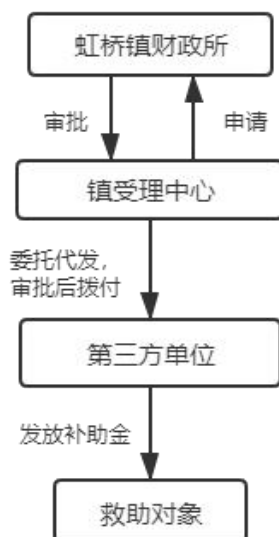 虹桥镇财政所
审批
申请
镇受理中心
委托代发，
审批后拨付
第三方单位
发放补助金
救助对象